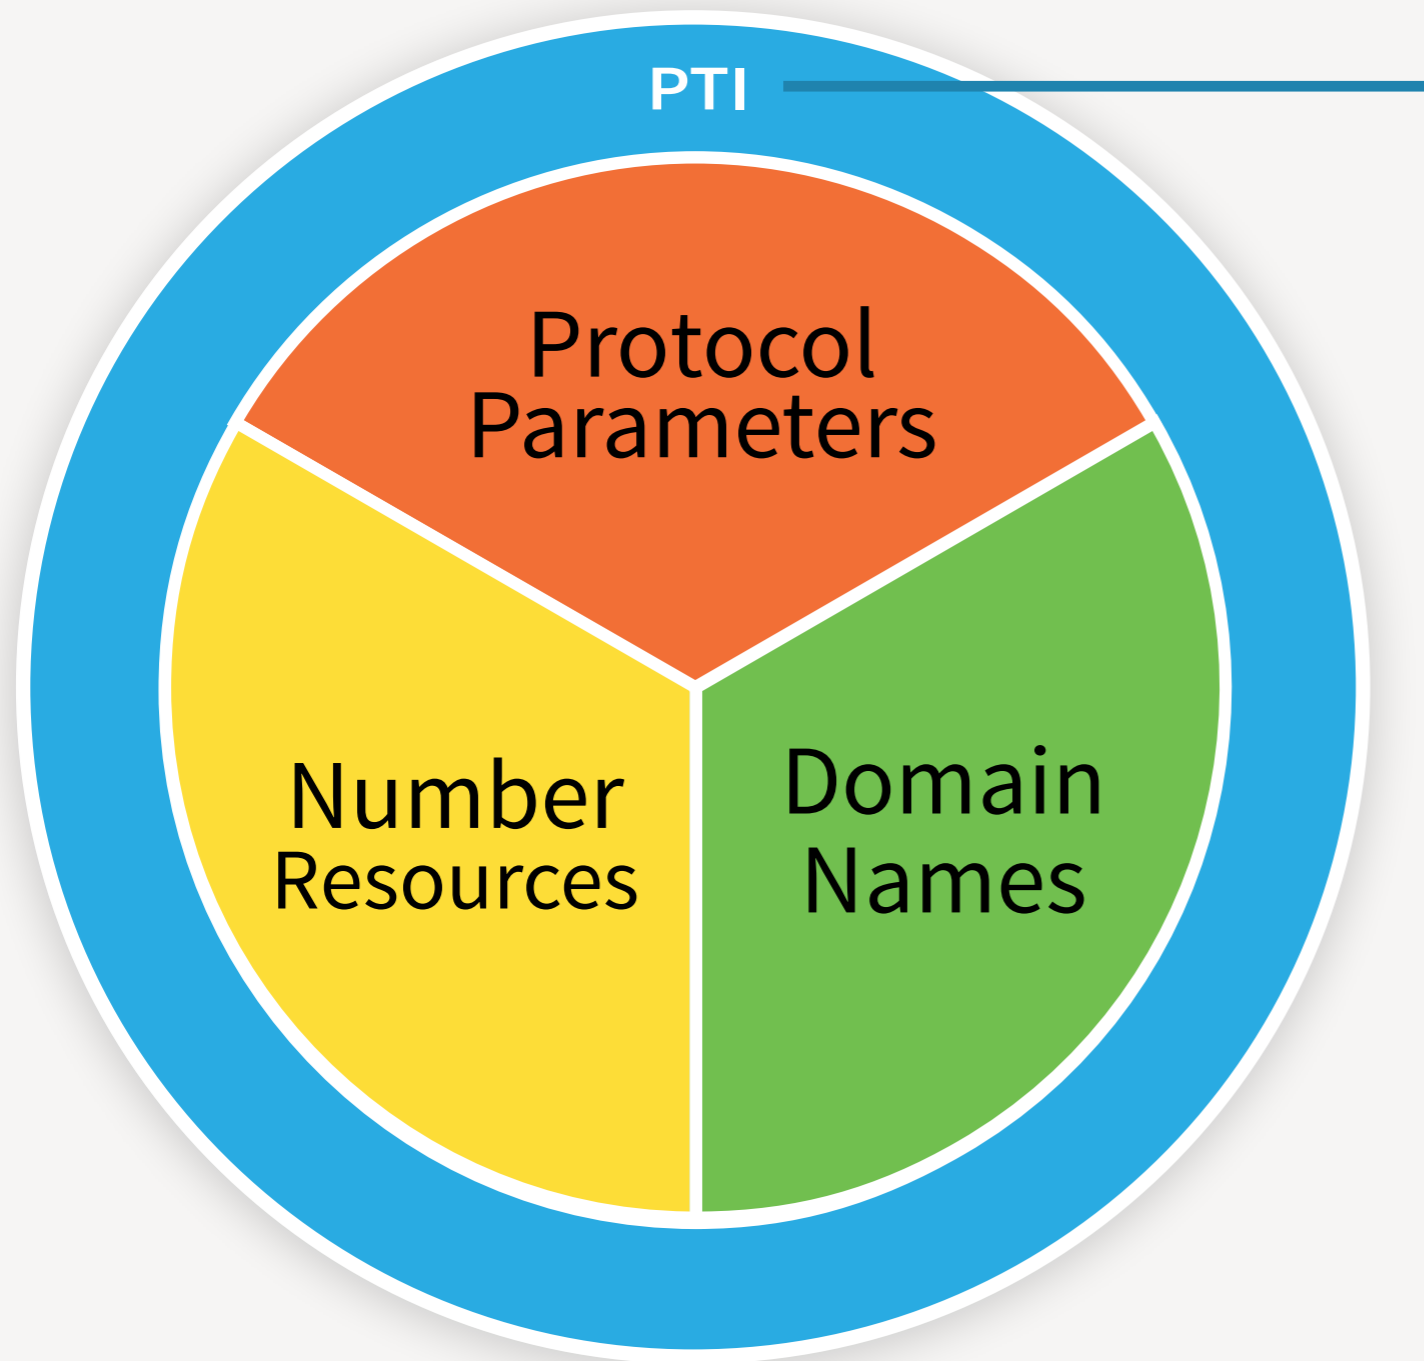 PTI
Protocol
Parameters
Number
Resources
Domain
Names